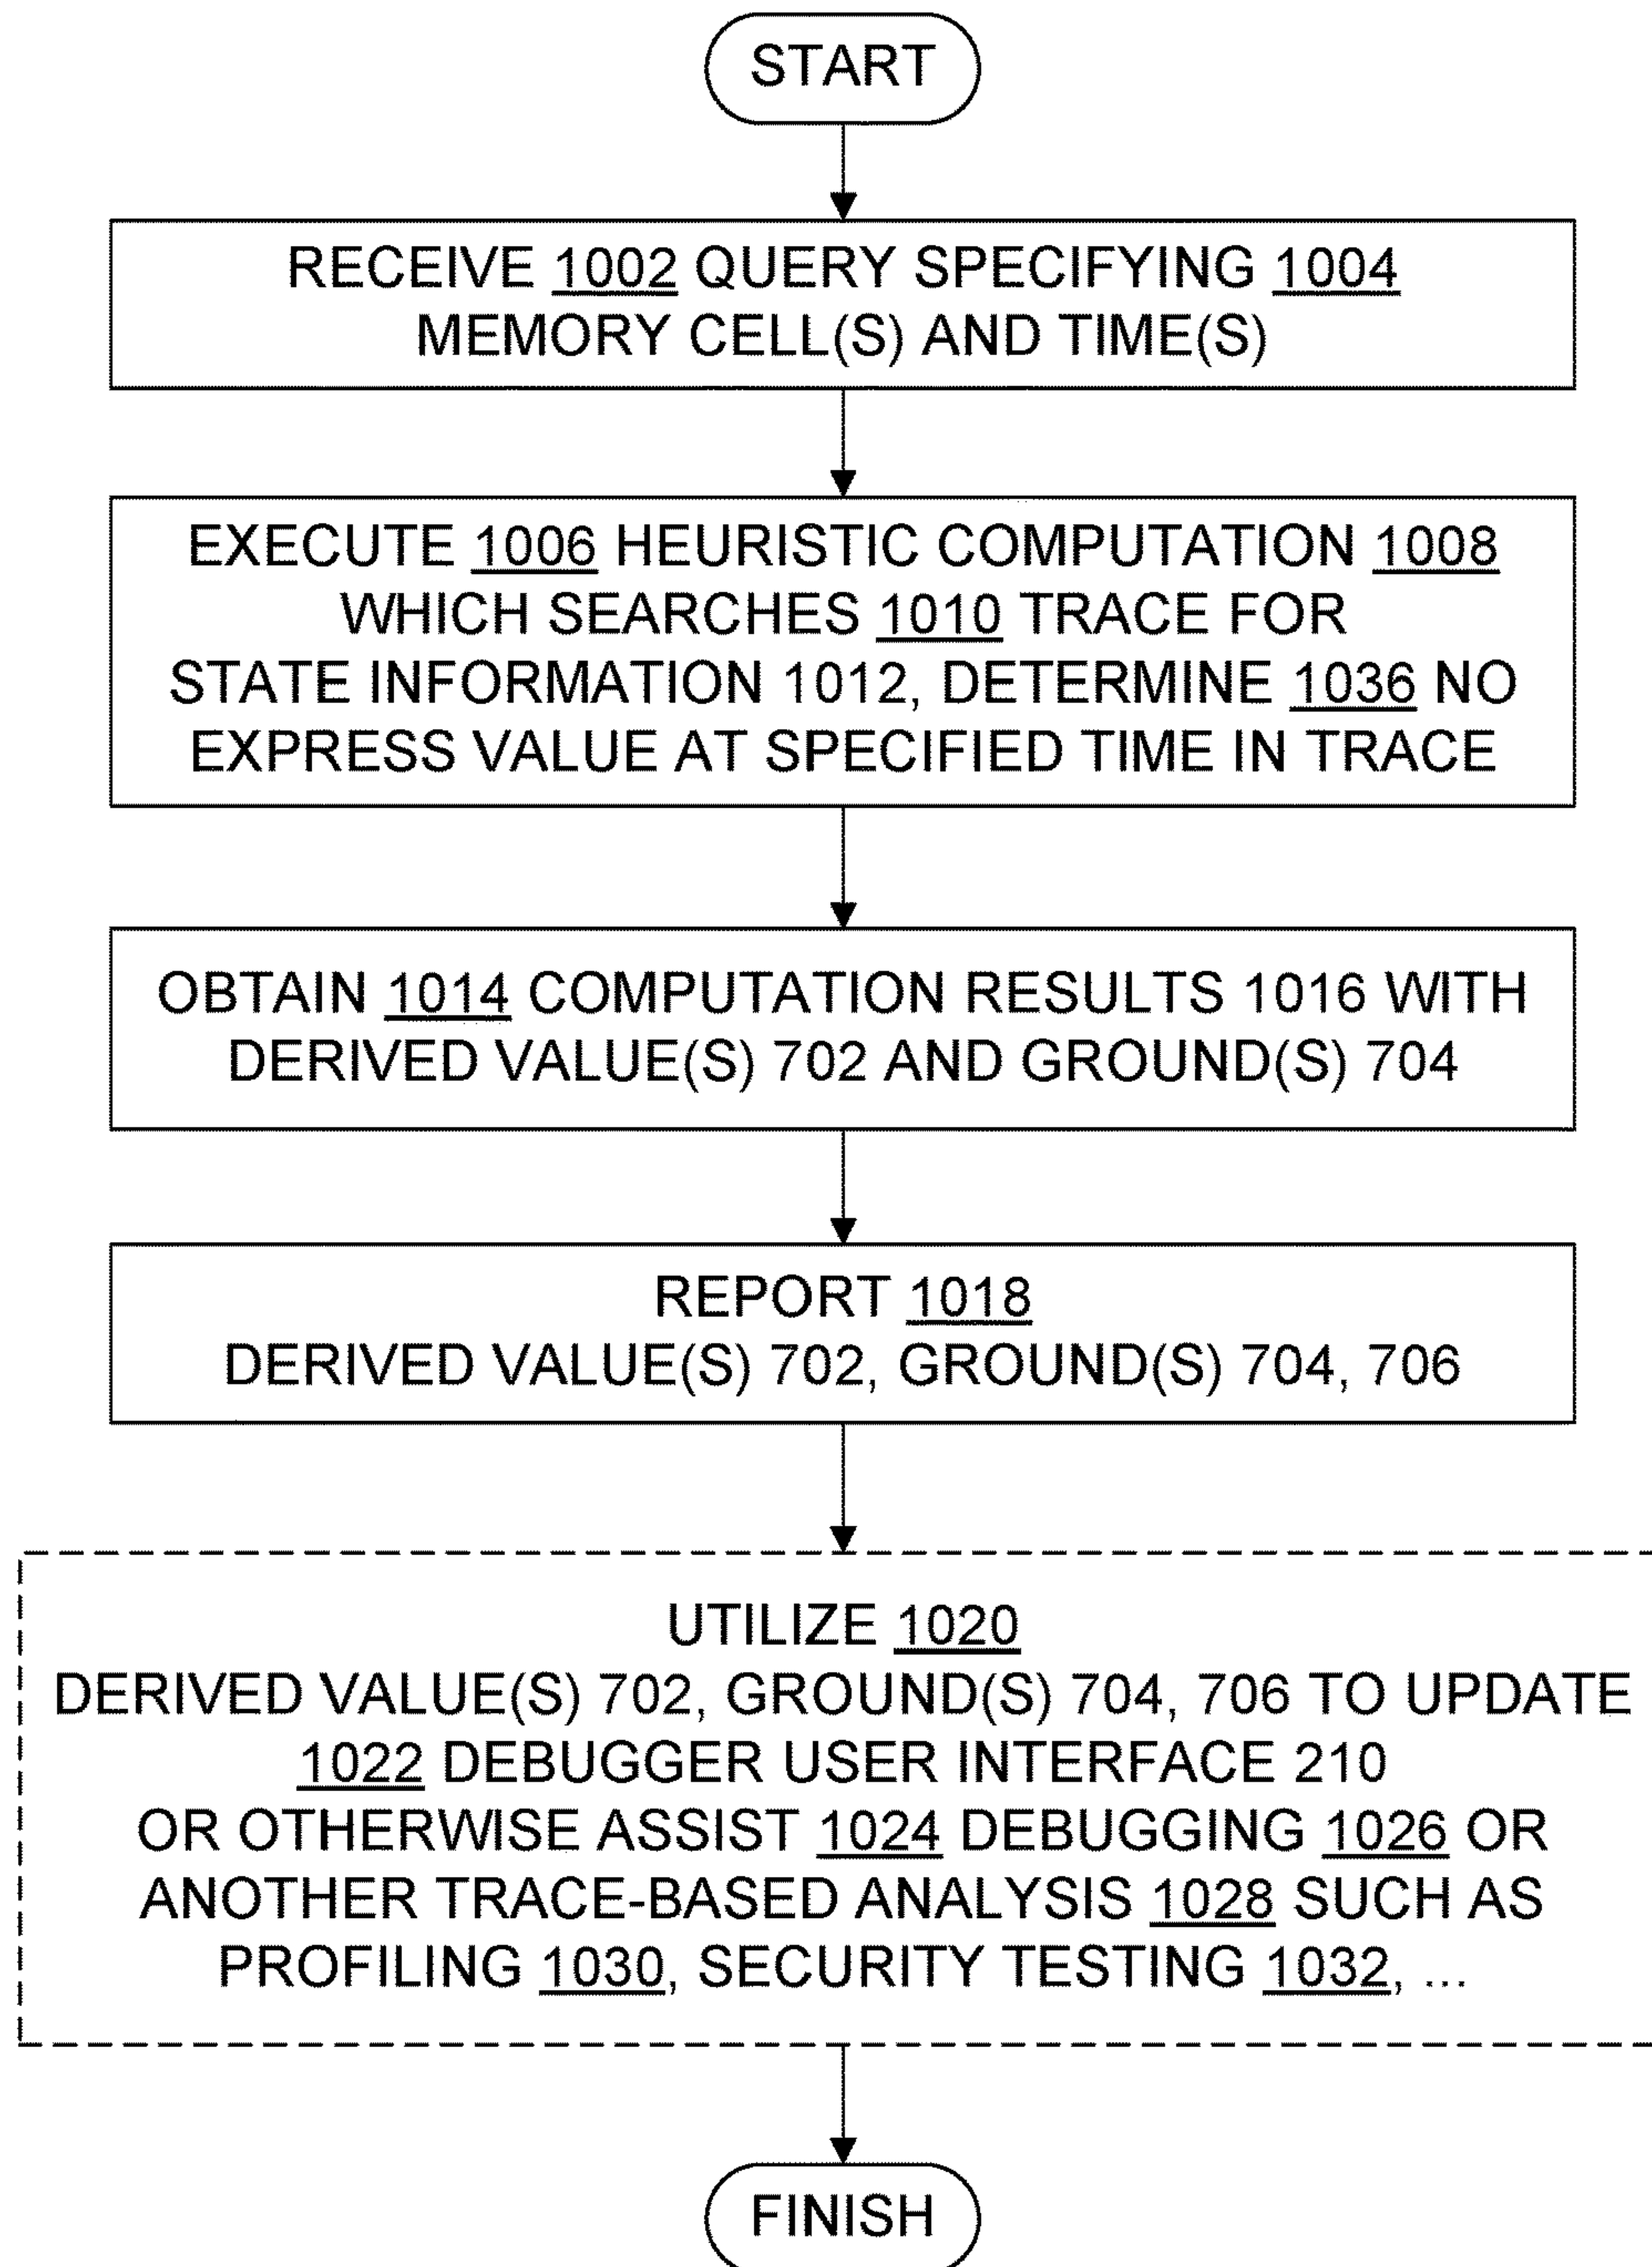 START
RECEIVE 1002 QUERY SPECIFYING 1004
MEMORY CELL(S) AND TIME(S)
EXECUTE 1006 HEURISTIC COMPUTATION 1008
WHICH SEARCHES 1010 TRACE FOR
STATE INFORMATION 1012, DETERMINE 1036 NO
EXPRESS VALUE AT SPECIFIED TIME IN TRACE
OBTAIN 1014 COMPUTATION RESULTS 1016 WITH
DERIVED VALUE(S) 702 AND GROUND(S) 704
REPORT 1018
DERIVED VALUE(S) 702, GROUND(S) 704, 706
UTILIZE 1020
DERIVED VALUE(S) 702, GROUND(S) 704, 706 TO UPDATE
1022 DEBUGGER USER INTERFACE 210
OR OTHERWISE ASSIST 1024 DEBUGGING 1026 OR
ANOTHER TRACE-BASED ANALYSIS 1028 SUCH AS
PROFILING 1030, SECURITY TESTING 1032, ...
FINISH